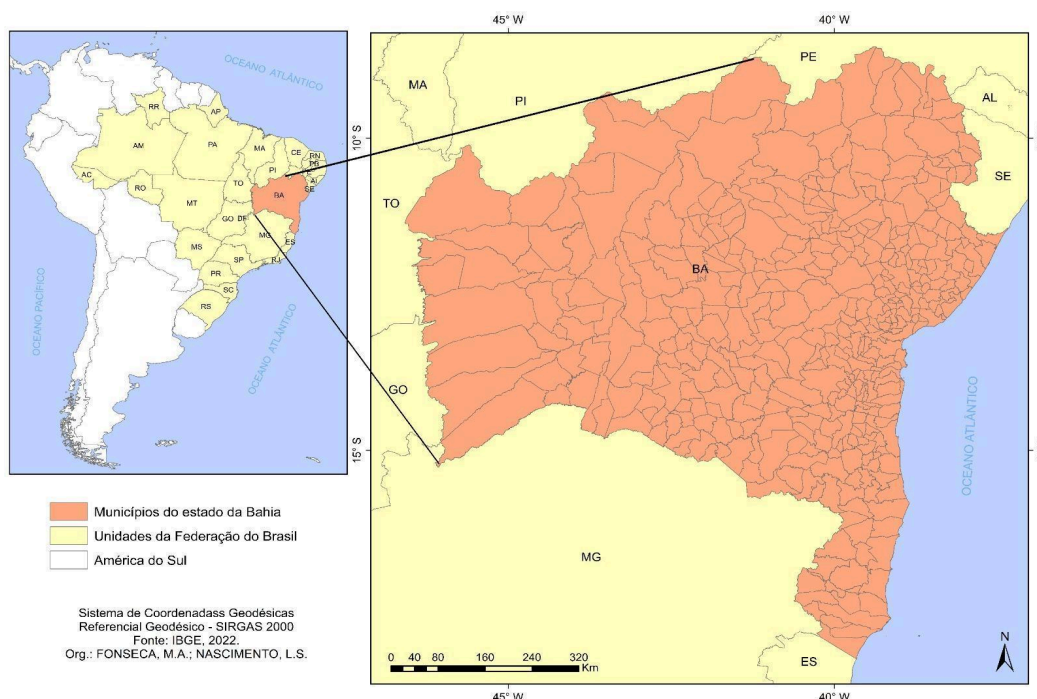 45° W
40° W
OCEANO ATLÂNTICO
RR
AP
AM
PA
MA
CE
RN
PB
PI
AC
AL
SE
TO
RO
BA
MT
GO
DF
MG
ES
MS
SP
RJ
PR
SC
RS
OCEANO PACÍFICO
OCEANO ATLÂNTICO
10° S
15° S
MA
PI
PE
AL
SE
TO
BA
GO
MG
ES
OCEANO ATLÂNTICO
0 40 80 160 240 320
Km
N
45° W
40° W
Municípios do estado da Bahia
Unidades da Federação do Brasil
América do Sul
Sistema de Coordenadass Geodésicas
Referencial Geodésico - SIRGAS 2000
Fonte: IBGE, 2022.
Org.: FONSECA, M.A.; NASCIMENTO, L.S.